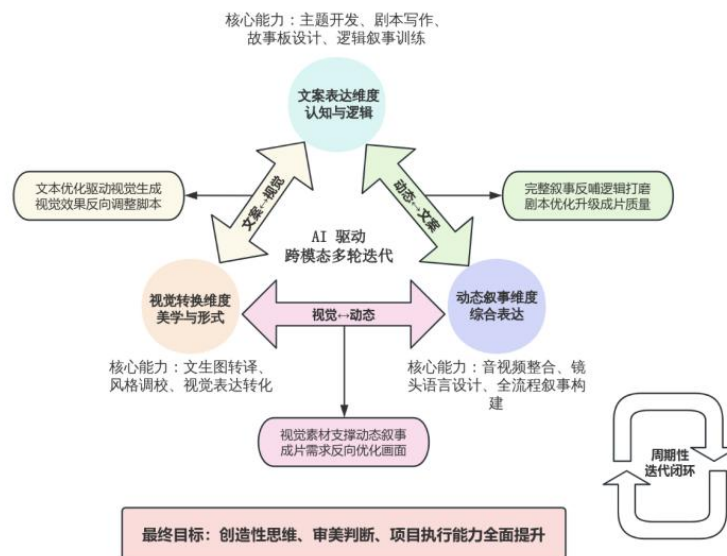 核心能力：主题开发、剧本写作、
故事板设计、逻辑叙事训练
文案表达维度
认知与逻辑
文本优化驱动视觉生成
视觉效果反向调整脚本
文案↔视觉
动态↔文案
完整叙事反哺逻辑打磨
剧本优化升级成片质量
AI 驱动
跨模态多轮迭代
视觉转换维度
美学与形式
视觉↔动态
动态叙事维度
综合表达
核心能力：文生图转译、
风格调校、视觉表达转化
核心能力：音视频整合、镜
头语言设计、全流程叙事构
建
视觉素材支撑动态叙事
成片需求反向优化画面
周期性
迭代闭环
最终目标：创造性思维、审美判断、项目执行能力全面提升